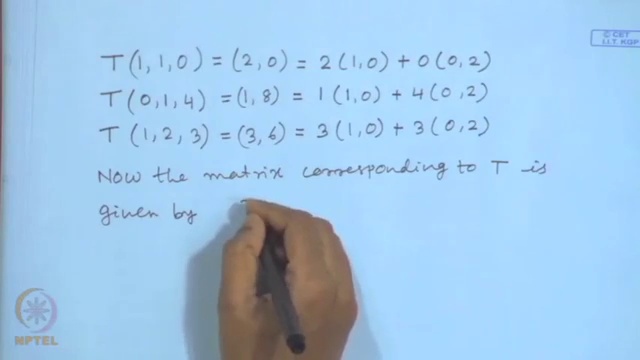 © CET
I.I.T. KGP
T(1,1,0) = (2,0) = 2(1,0) + 0(0,2)
T(0,1,4) = (1,8) = 1(1,0) + 4(0,2)
T(1,2,3) = (3,6) = 3(1,0) + 3(0,2)
Now the matrix corresponding to T is
given by
NPTEL